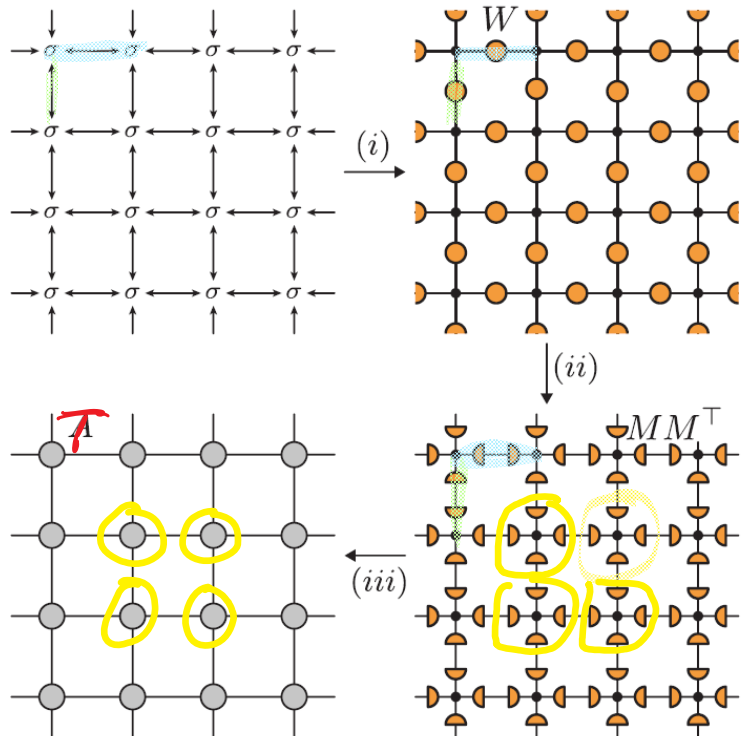 W
σ σ σ σ
σ σ σ σ
(i)
σ σ σ σ
σ σ σ σ
(ii)
T
A
MM⊤
(iii)